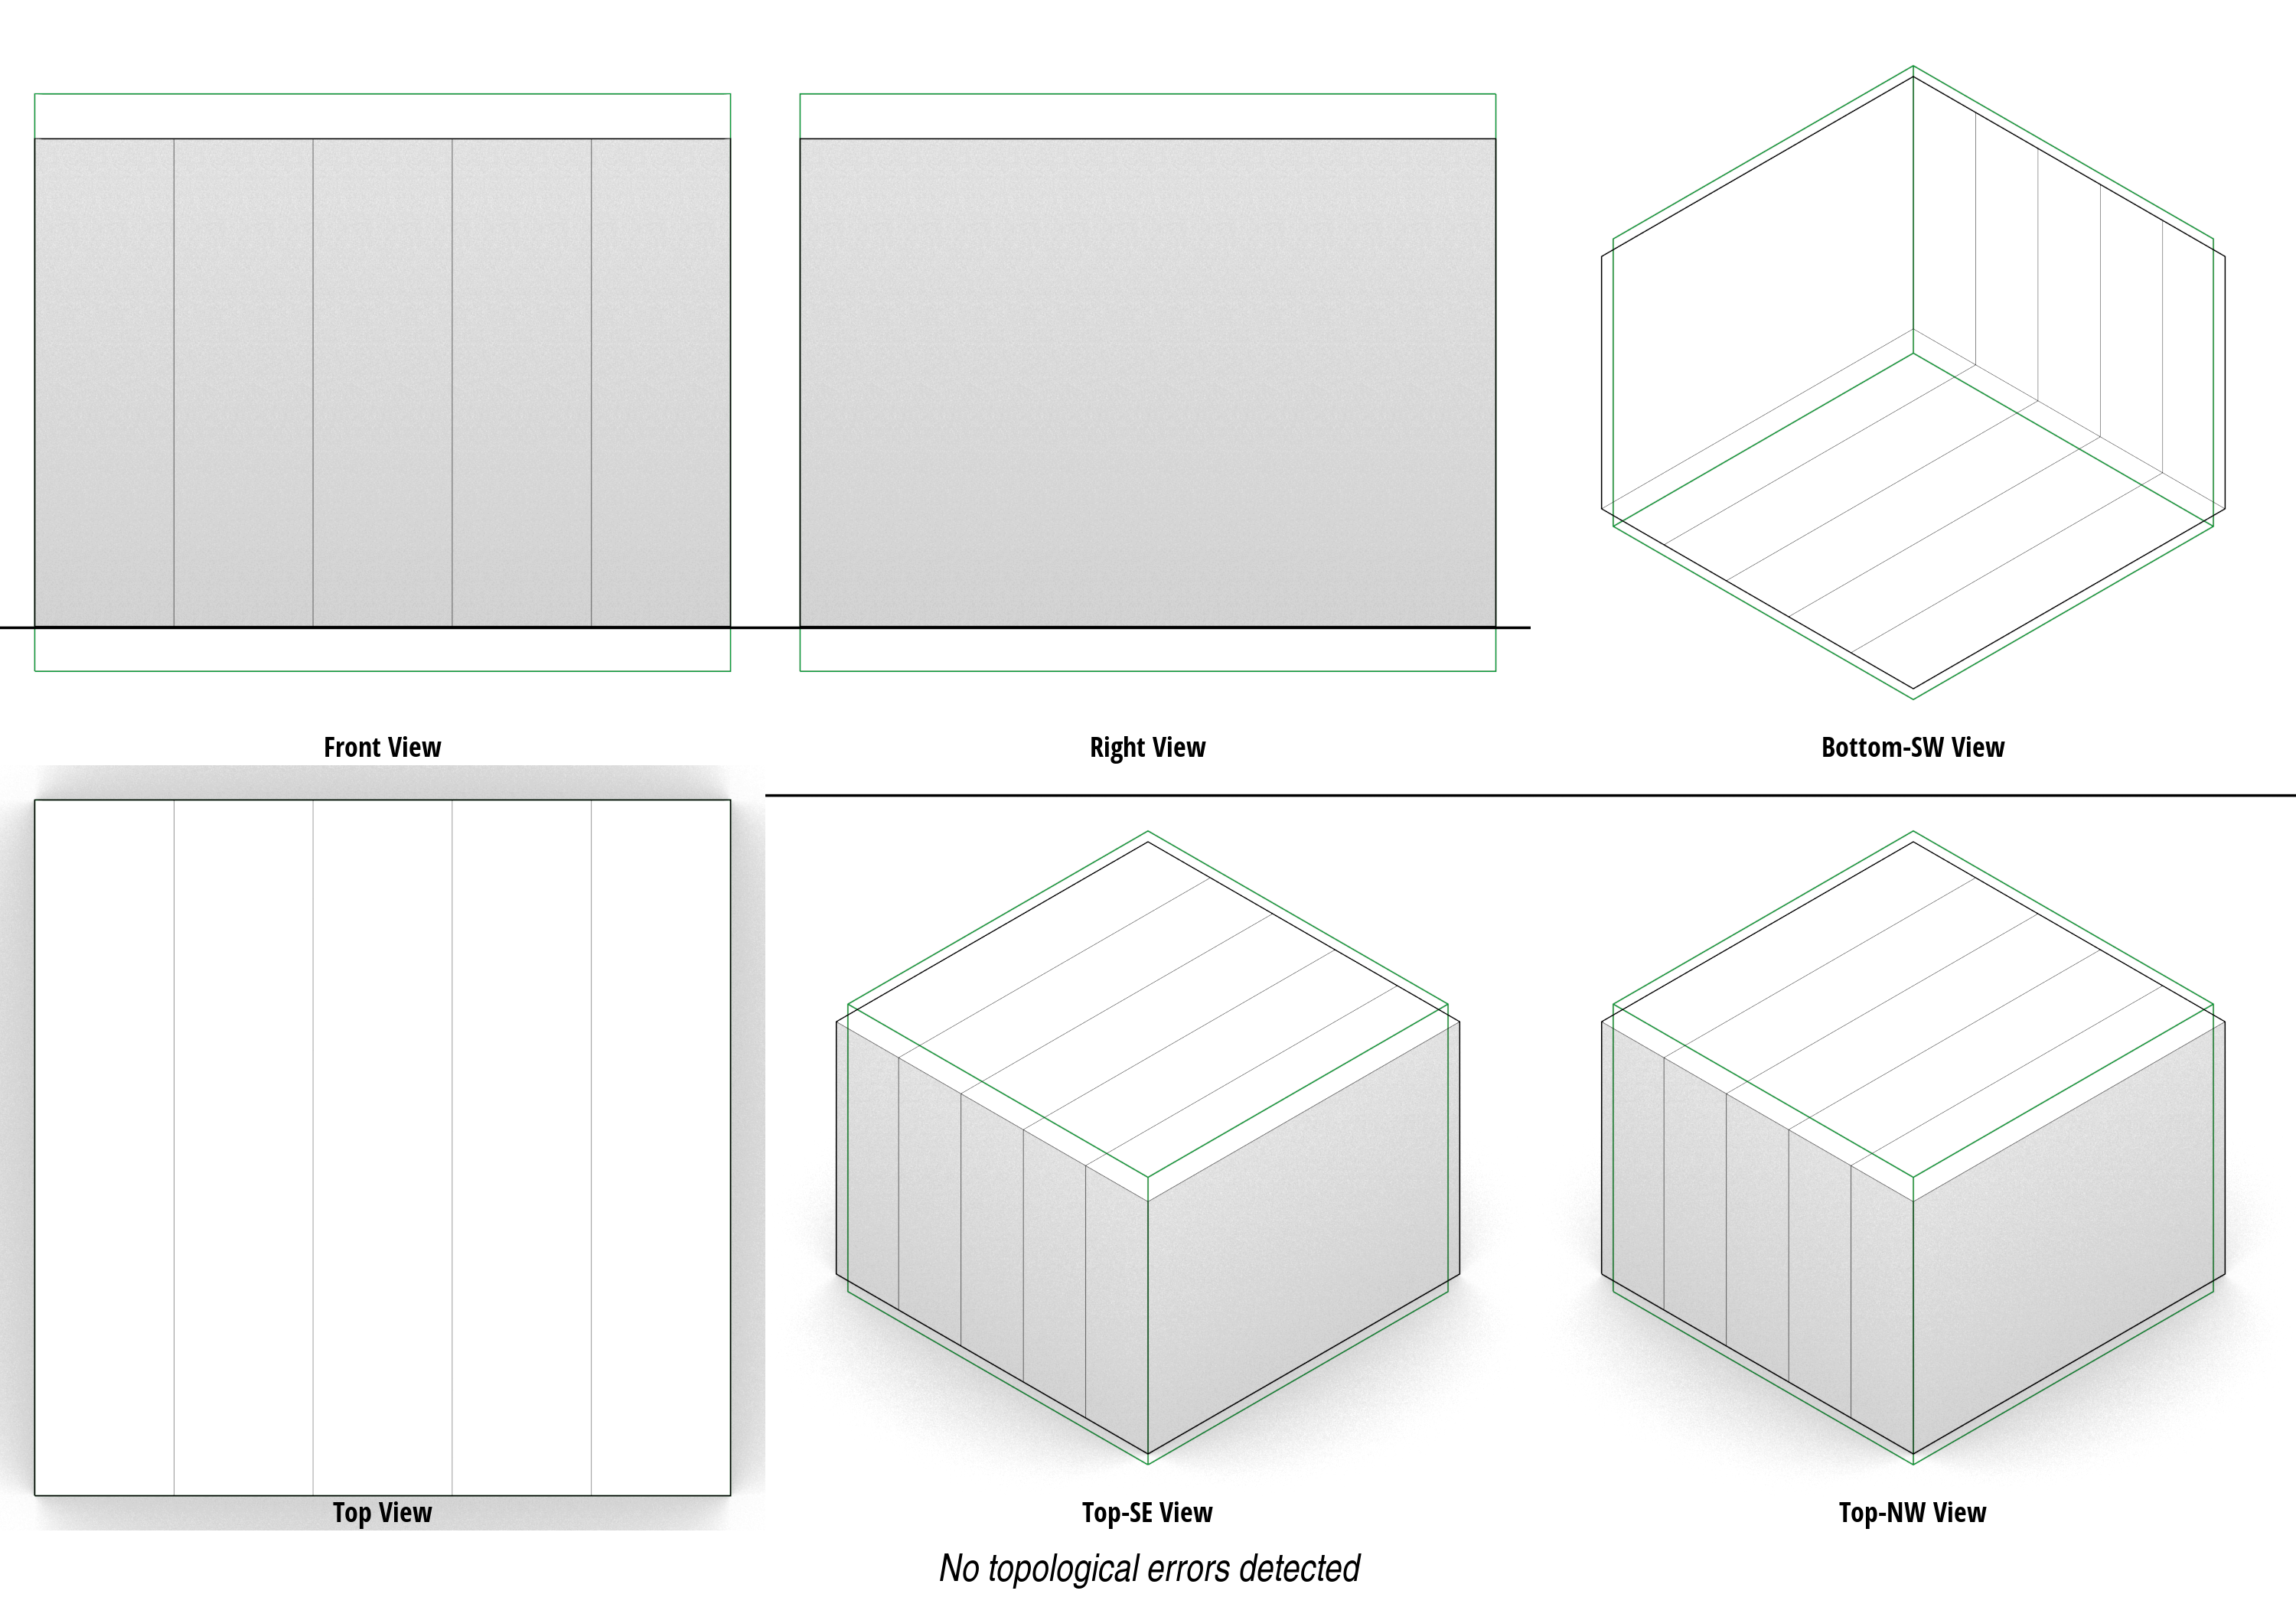 Front View
Right View
Bottom-SW View
Top View
Top-SE View
Top-NW View
No topological errors detected